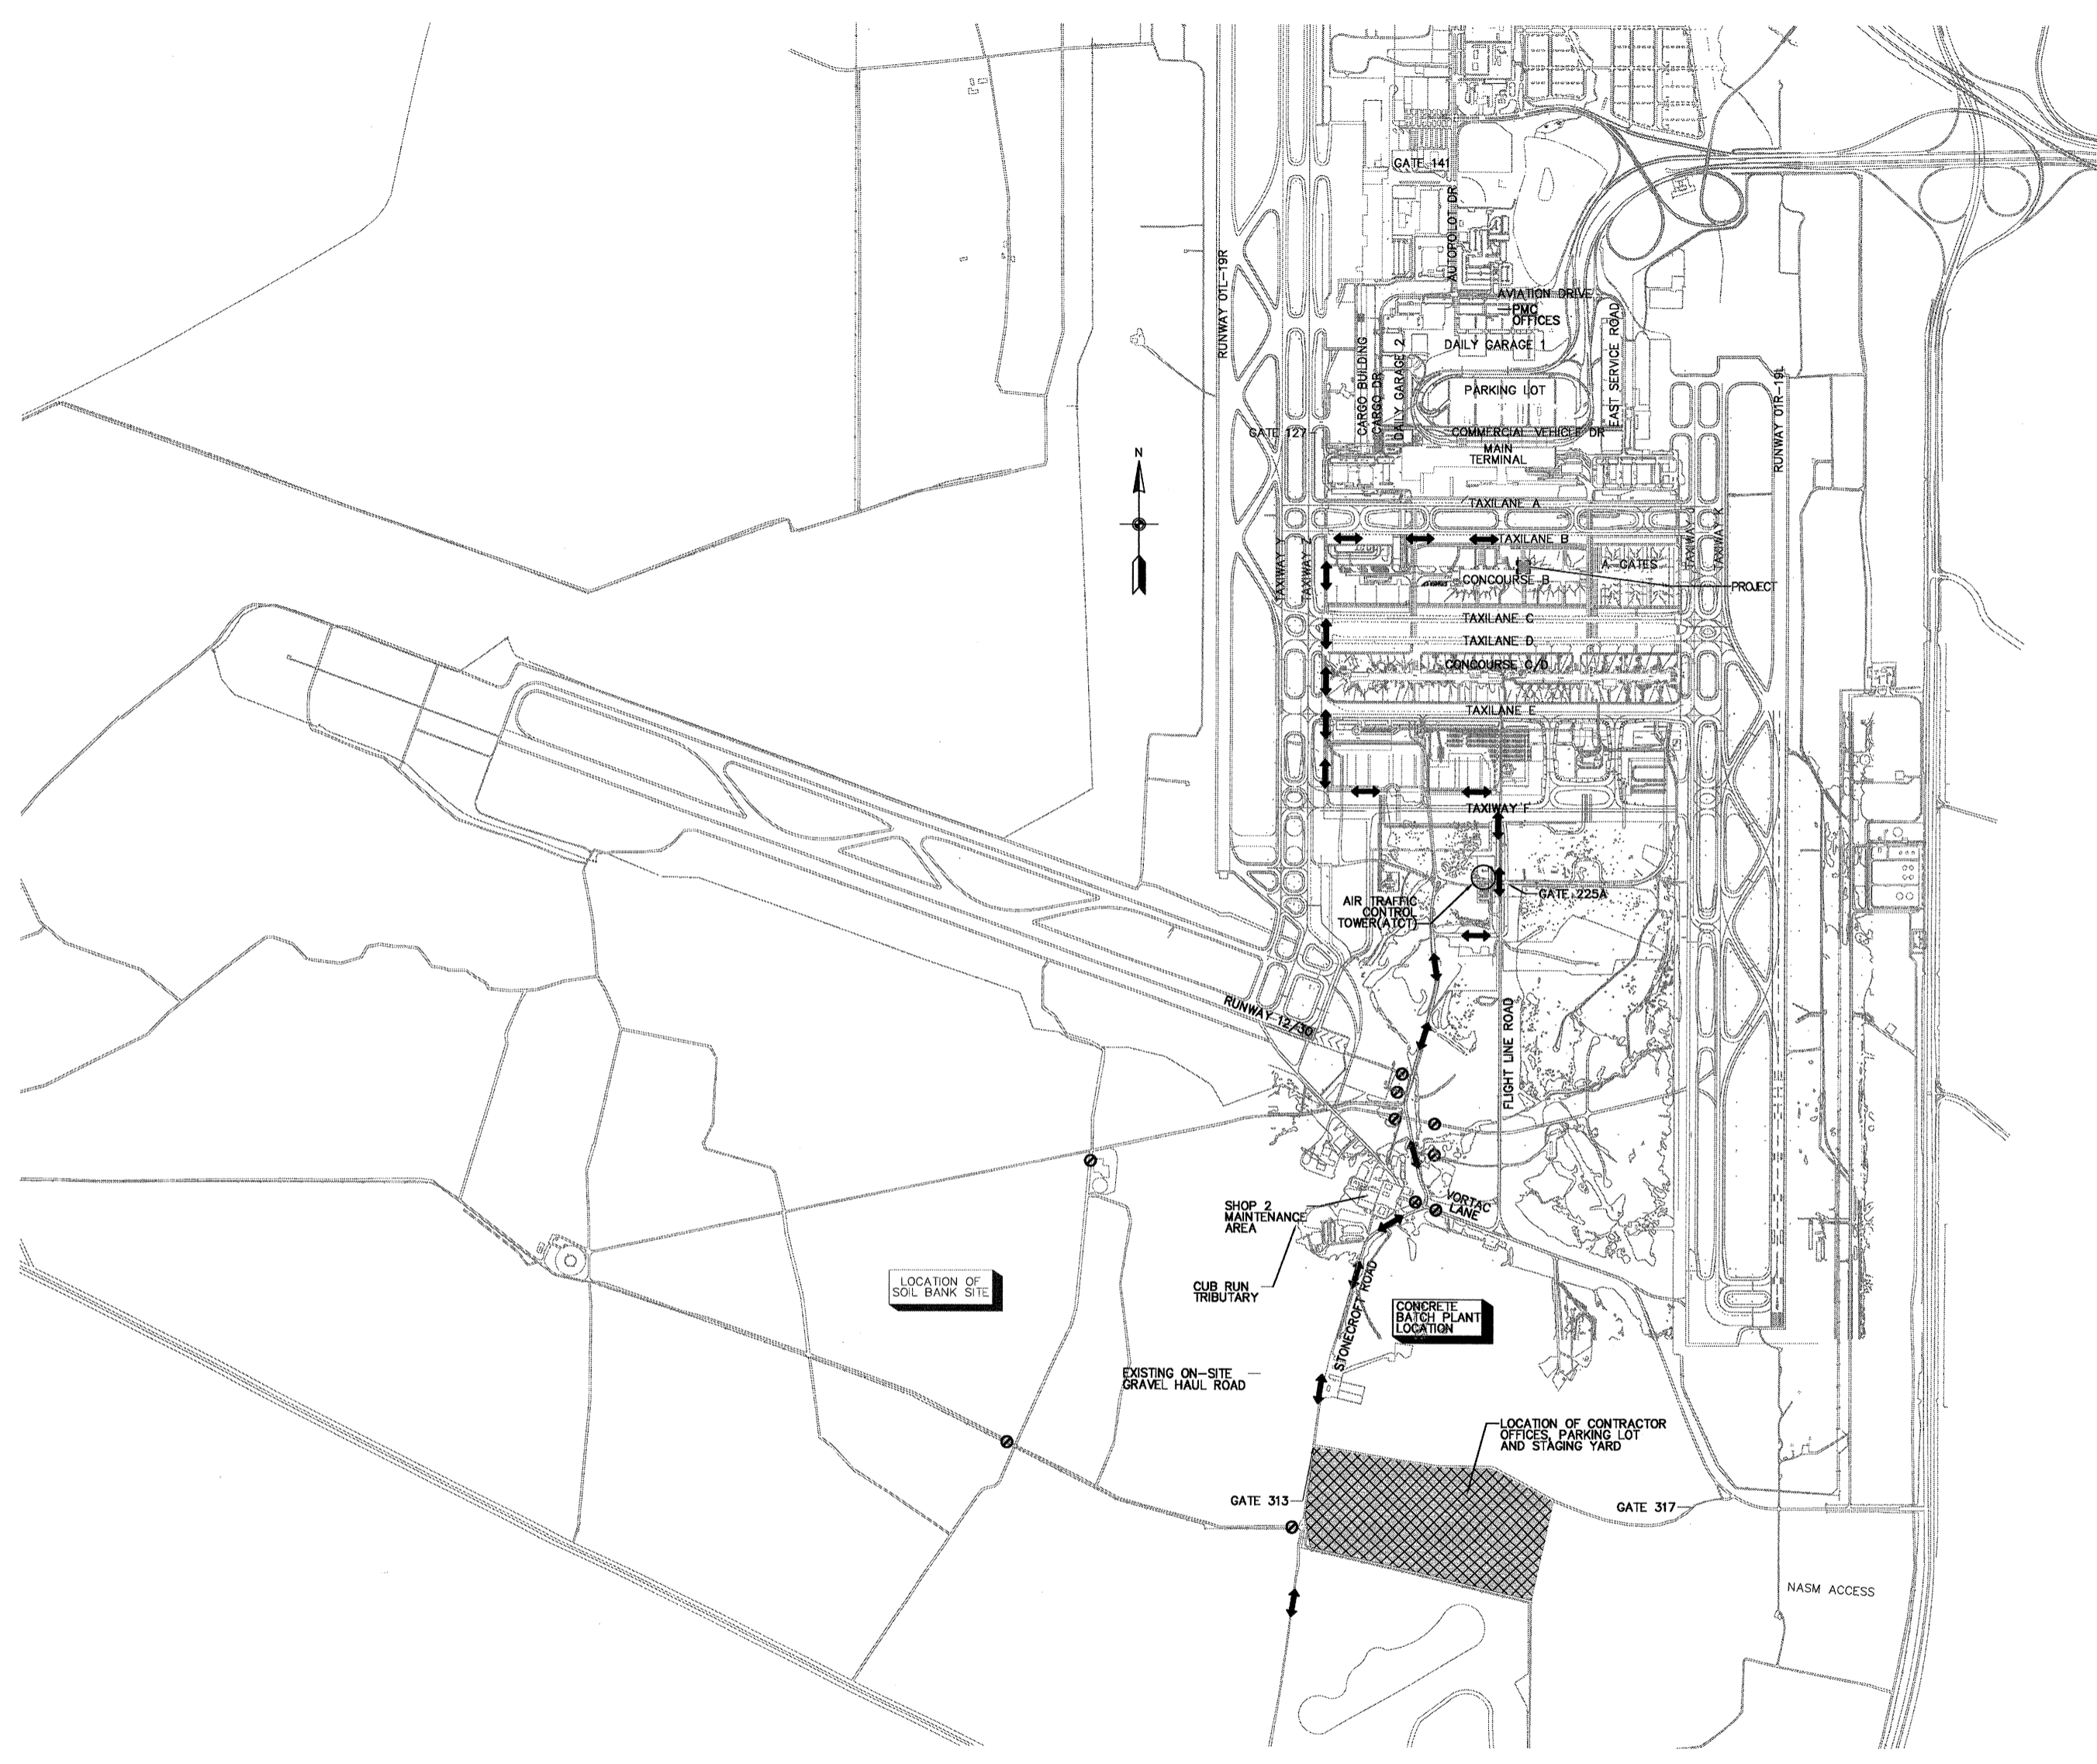 GATE 141
AUTOPOLOT DR
RUNWAY 01L-19R
AVIATION DRIVE
PMC
OFFICES
EAST SERVICE ROAD
DAILY GARAGE 1
CARGO BUILDING
CARGO DR
DAILY GARAGE 2
PARKING LOT
RUNWAY 01R-19L
GATE 127
COMMERCIAL VEHICLE DR
MAIN
TERMINAL
N
TAXILANE A
TAXILANE B
TAXIWAY Y
TAXIWAY Z
TAXIWAY J
TAXIWAY K
A-GATES
CONCOURSE B
PROJECT
TAXILANE C
TAXILANE D
CONCOURSE C/D
TAXILANE E
TAXIWAY F
GATE 225A
AIR TRAFFIC
CONTROL
TOWER(ATCT)
RUNWAY 12/30
FLIGHT LINE ROAD
VORTAC
LANE
SHOP 2
MAINTENANCE
AREA
CUB RUN
TRIBUTARY
LOCATION OF
SOIL BANK SITE
STONECROFT ROAD
CONCRETE
BATCH PLANT
LOCATION
EXISTING ON-SITE
GRAVEL HAUL ROAD
LOCATION OF CONTRACTOR
OFFICES, PARKING LOT
AND STAGING YARD
GATE 313
GATE 317
NASM ACCESS